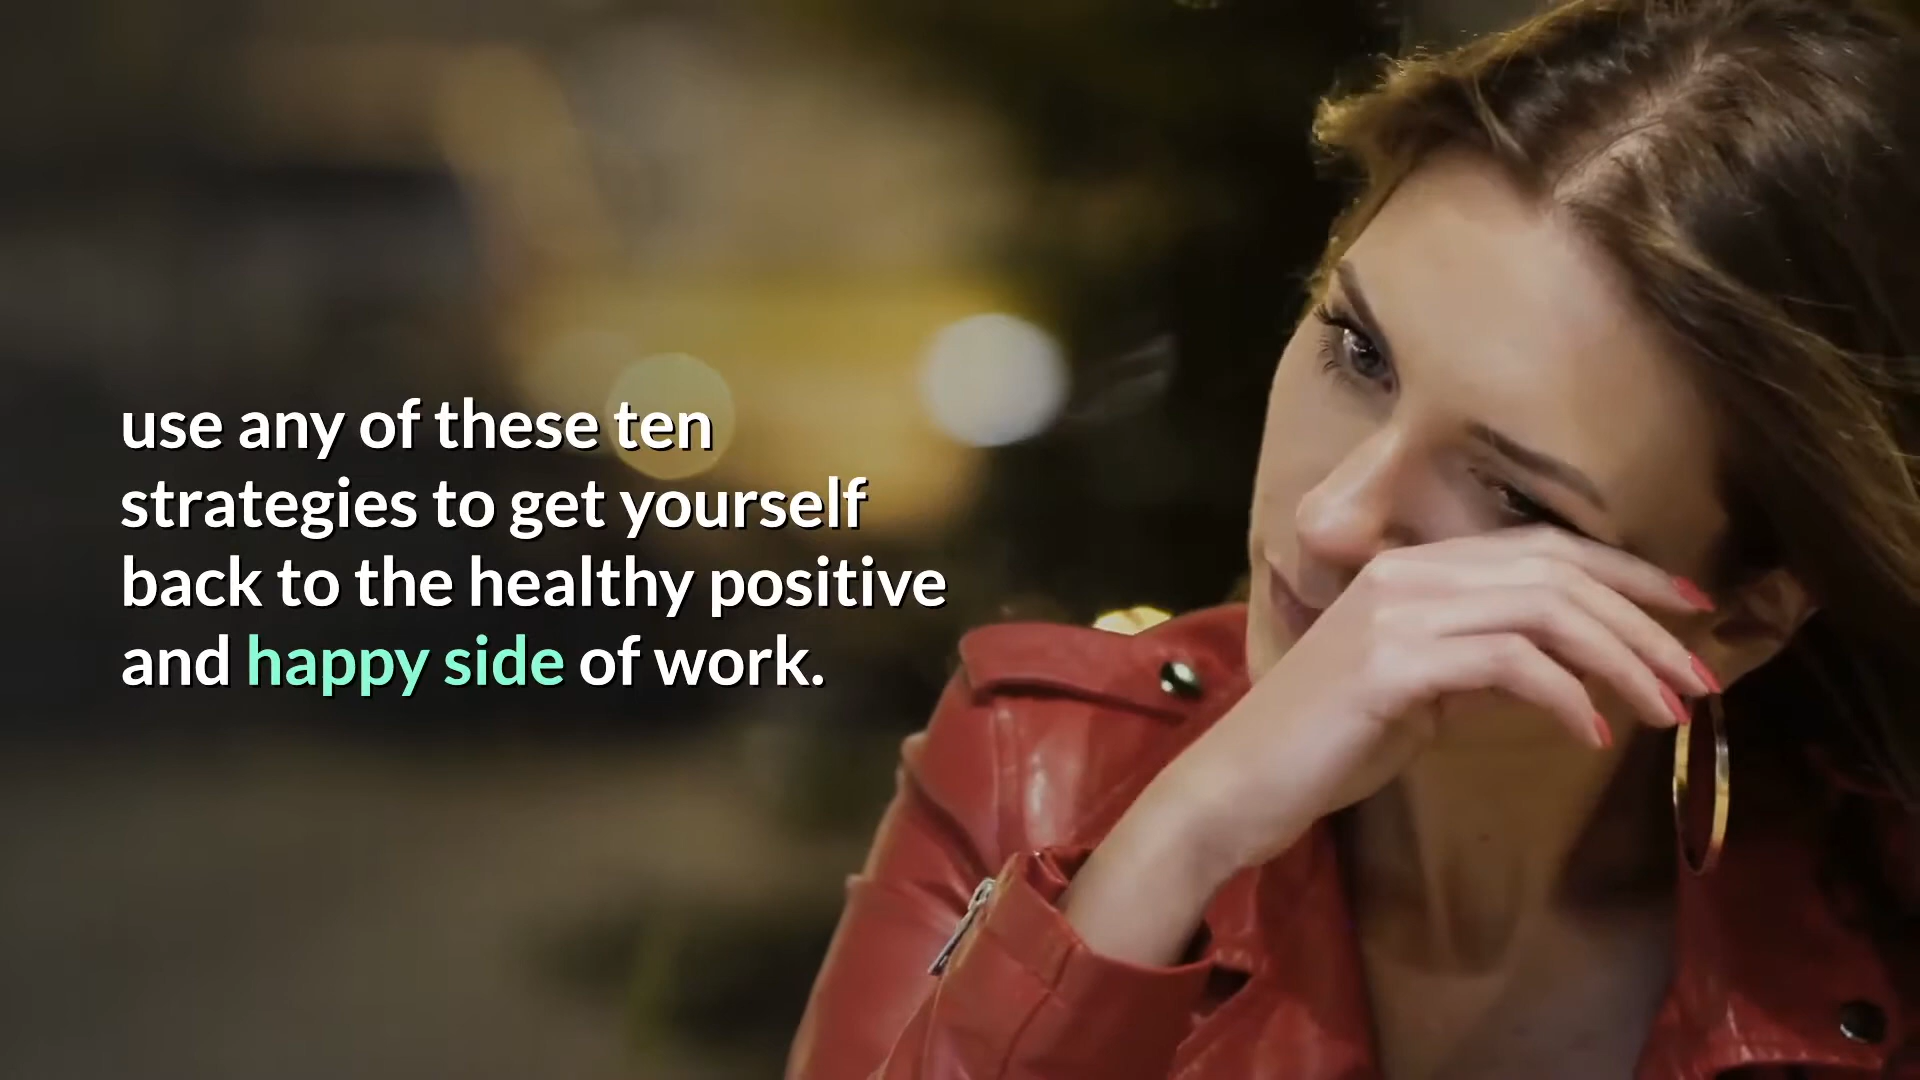 use any of these ten
strategies to get yourself
back to the healthy positive
and happy side of work.